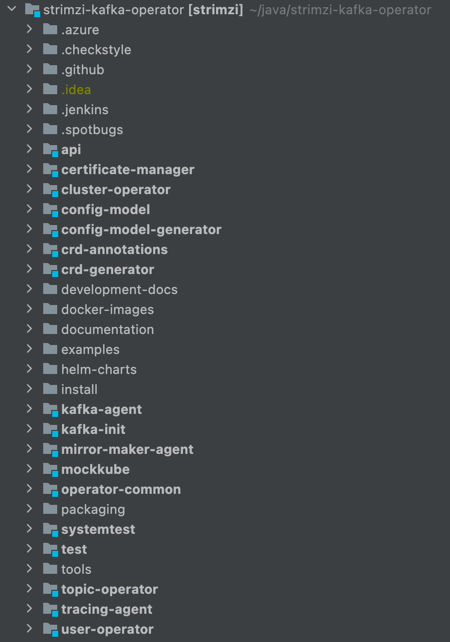 strimzi-kafka-operator [strimzi] ~/java/strimzi-kafka-operator
.azure
.checkstyle
.github
.idea
.jenkins
.spotbugs
api
certificate-manager
cluster-operator
config-model
config-model-generator
crd-annotations
crd-generator
development-docs
docker-images
documentation
examples
helm-charts
install
kafka-agent
kafka-init
mirror-maker-agent
mockkube
operator-common
packaging
systemtest
test
tools
topic-operator
tracing-agent
user-operator